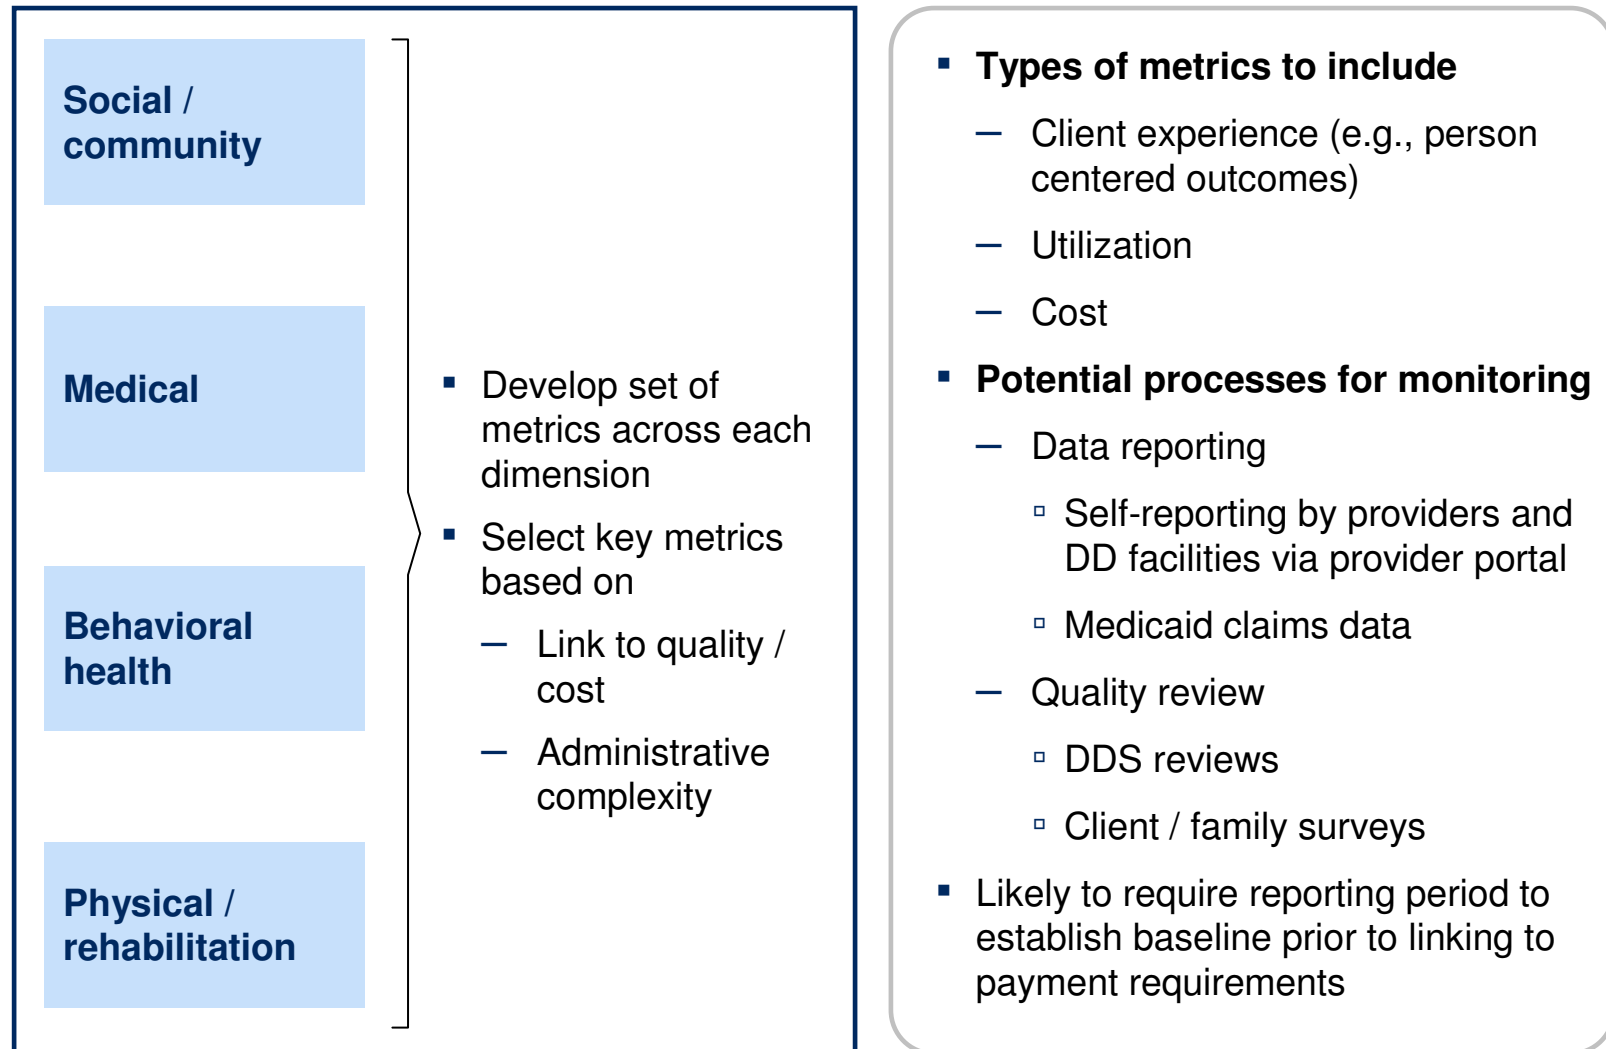 Social /
community
Medical
Behavioral
health
Physical /
rehabilitation
▪ Develop set of
metrics across each
dimension
▪ Select key metrics
based on
– Link to quality /
cost
– Administrative
complexity
▪ Types of metrics to include
– Client experience (e.g., person
centered outcomes)
– Utilization
– Cost
▪ Potential processes for monitoring
– Data reporting
▫ Self-reporting by providers and
DD facilities via provider portal
▫ Medicaid claims data
– Quality review
▫ DDS reviews
▫ Client / family surveys
▪ Likely to require reporting period to
establish baseline prior to linking to
payment requirements